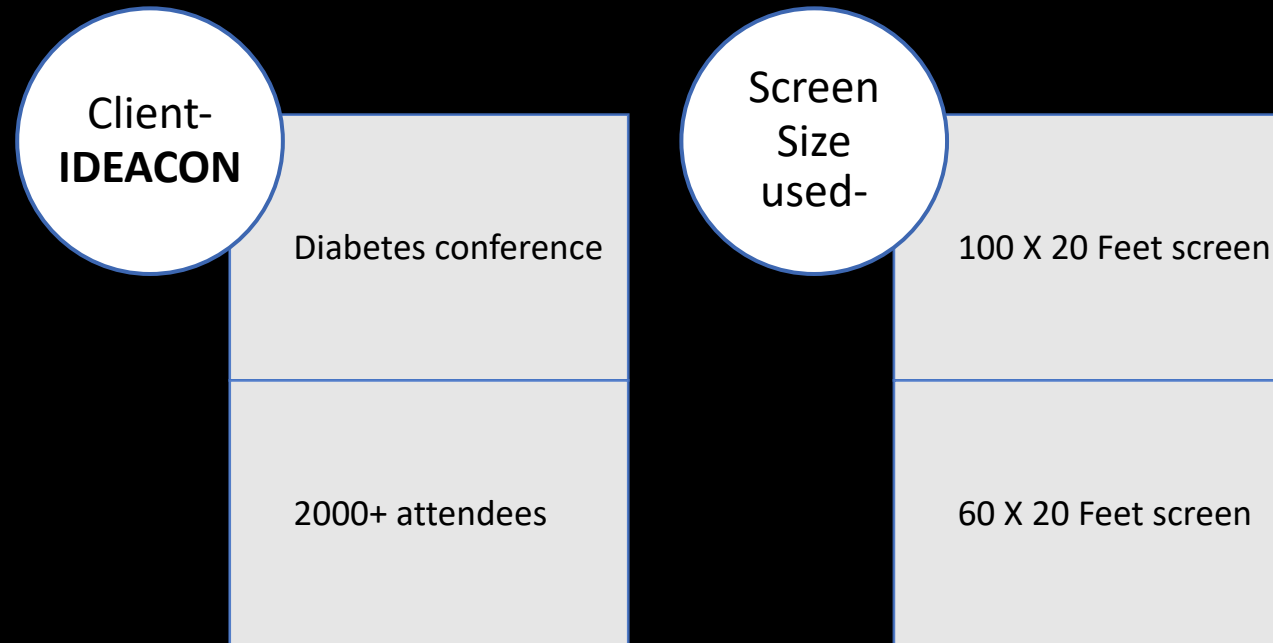 Client-
IDEACON
Diabetes conference
2000+ attendees
Screen
Size
used-
100 X 20 Feet screen
60 X 20 Feet screen